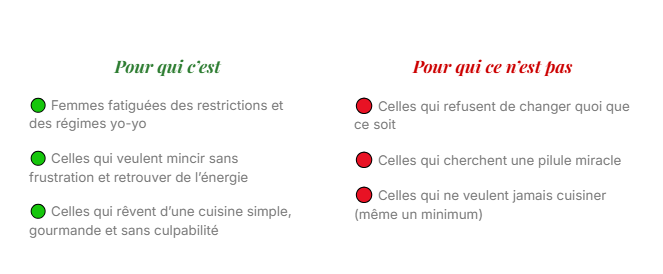 Pour qui c’est
Femmes fatiguées des restrictions et
des régimes yo-yo
Celles qui veulent mincir sans
frustration et retrouver de l’énergie
Celles qui rêvent d’une cuisine simple,
gourmande et sans culpabilité
Pour qui ce n’est pas
Celles qui refusent de changer quoi que
ce soit
Celles qui cherchent une pilule miracle
Celles qui ne veulent jamais cuisiner
(même un minimum)